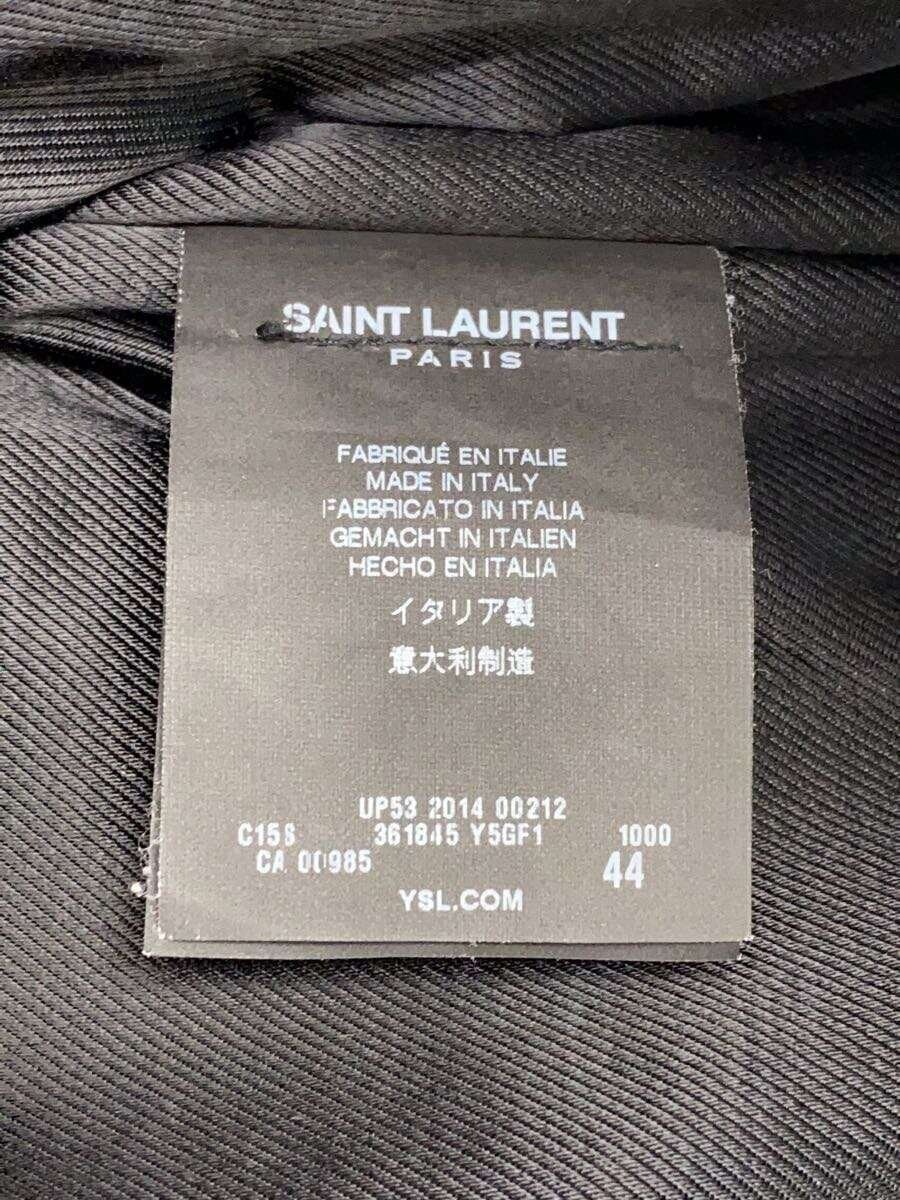 SAINT LAURENT
PARIS
FABRIQUÉ EN ITALIE
MADE IN ITALY
FABBRICATO IN ITALIA
GEMACHT IN ITALIEN
HECHO EN ITALIA
イタリア製
意大利制造
UP53 2014 00212
361845 Y5GF1 1000
CA 00985 44
YSL.COM